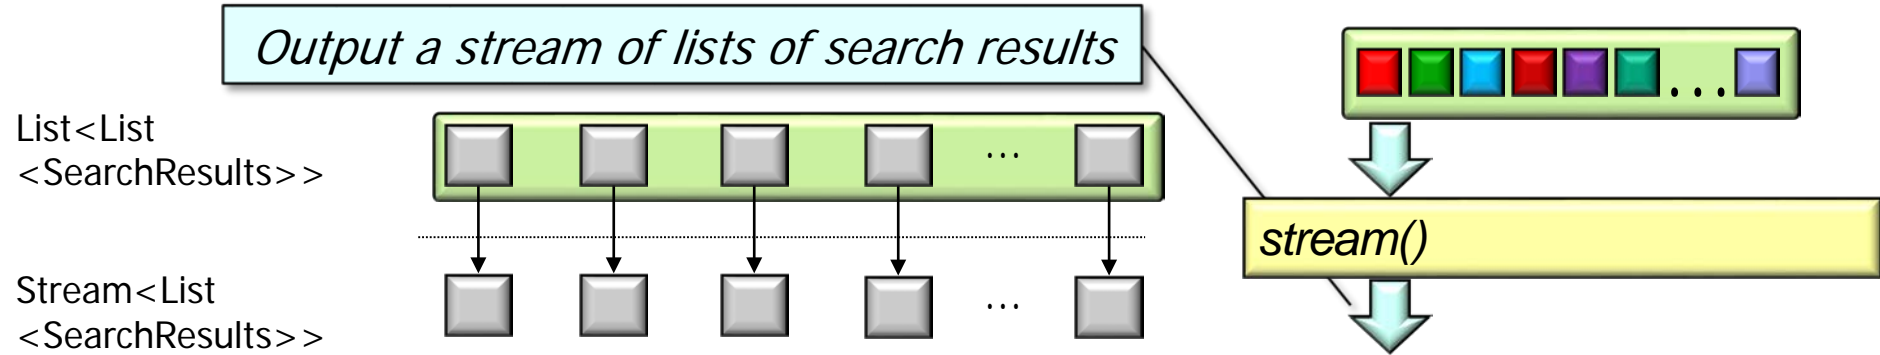 Output a stream of lists of search results
List<List
<SearchResults>>
...
...
stream()
Stream<List
<SearchResults>>
...